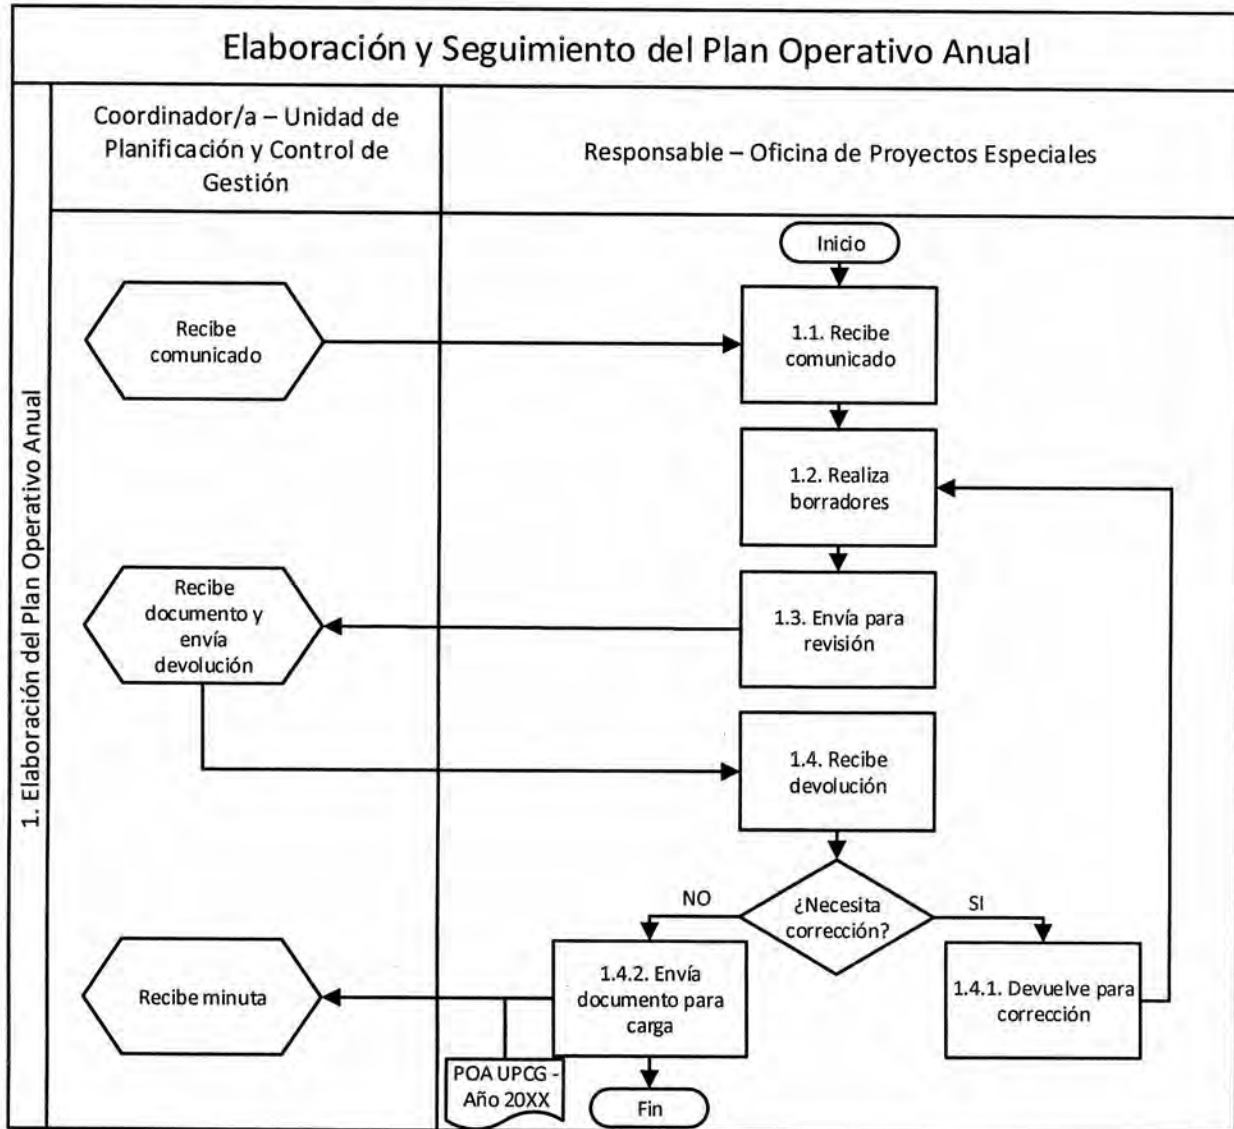 Elaboración y Seguimiento del Plan Operativo Anual
Coordinador/a – Unidad de
Planificación y Control de
Gestión
Responsable – Oficina de Proyectos Especiales
1. Elaboración del Plan Operativo Anual
Inicio
Recibe
comunicado
1.1. Recibe
comunicado
1.2. Realiza
borradores
Recibe
documento y
envía
devolución
1.3. Envía para
revisión
1.4. Recibe
devolución
¿Necesita
corrección?
NO
SI
Recibe minuta
1.4.2. Envía
documento para
carga
1.4.1. Devuelve para
corrección
POA UPCG -
Año 20XX
Fin